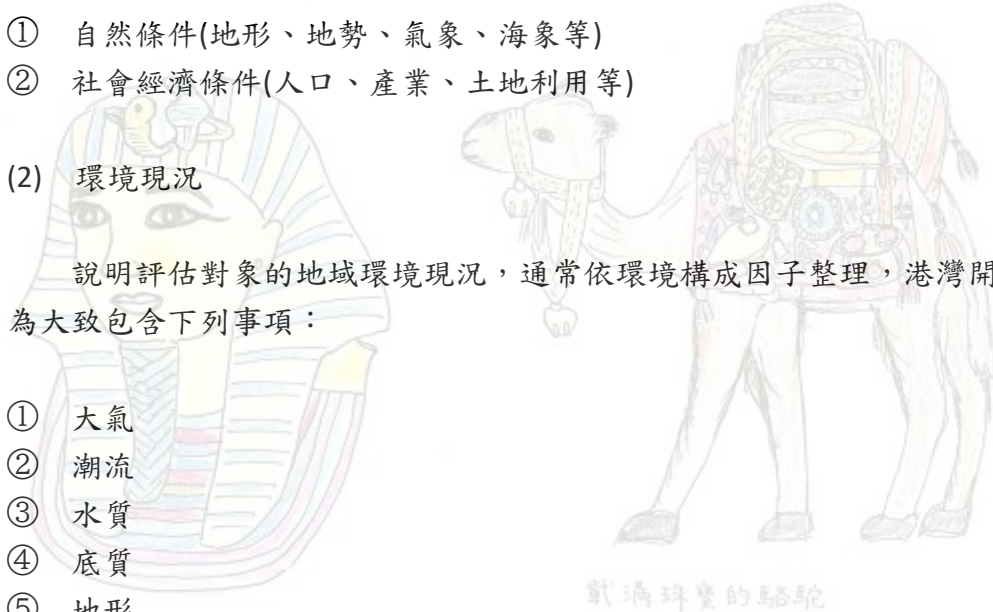 ① 自然條件(地形、地勢、氣象、海象等)
② 社會經濟條件(人口、產業、土地利用等)
(2) 環境現況
說明評估對象的地域環境現況，通常依環境構成因子整理，港灣開
為大致包含下列事項：
① 大氣
② 潮流
③ 水質
④ 底質
⑤ 地形
戴滿珠寶的駱駝